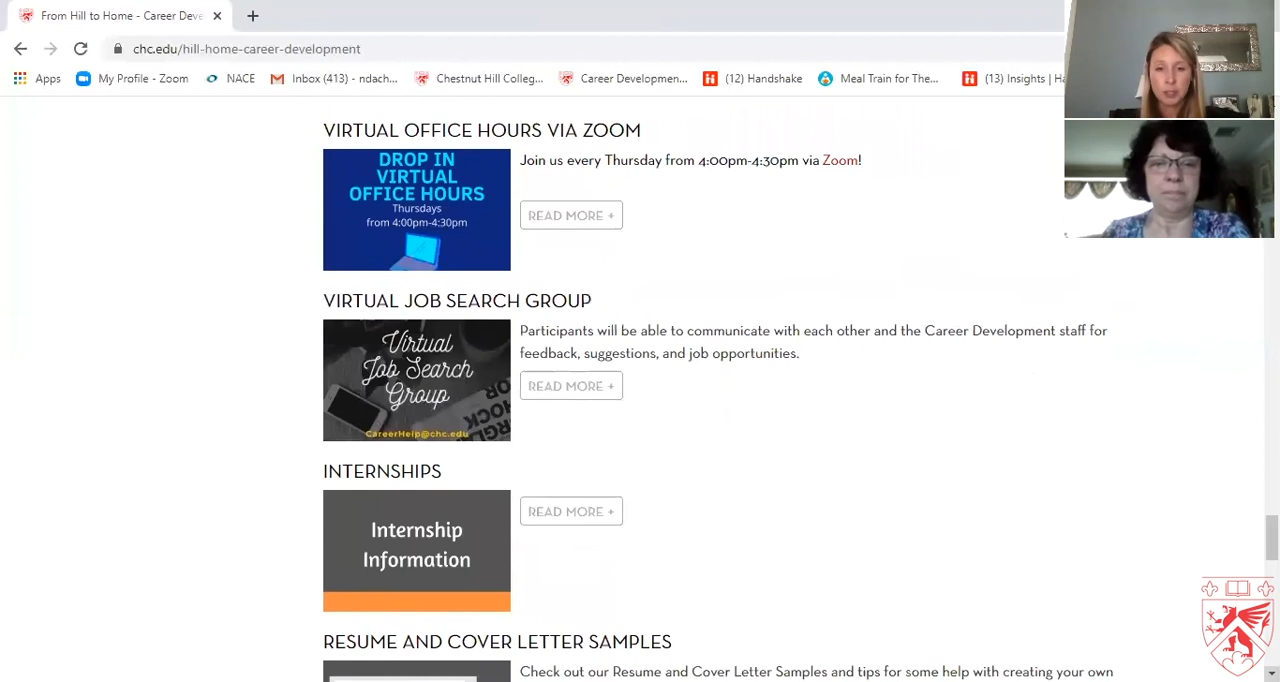 From Hill to Home - Career Deve
chc.edu/hill-home-career-development
Apps My Profile - Zoom NACE Inbox (413) - ndach... Chestnut Hill Colleg... Career Developmen... (12) Handshake Meal Train for The... (13) Insights | Ha
VIRTUAL OFFICE HOURS VIA ZOOM
DROP IN
VIRTUAL
OFFICE HOURS
Thursdays
from 4:00pm-4:30pm
Join us every Thursday from 4:00pm-4:30pm via Zoom!
READ MORE +
VIRTUAL JOB SEARCH GROUP
Virtual
Job Search
Group
CareerHelp@chc.edu
Participants will be able to communicate with each other and the Career Development staff for
feedback, suggestions, and job opportunities.
READ MORE +
INTERNSHIPS
Internship
Information
READ MORE +
RESUME AND COVER LETTER SAMPLES
Check out our Resume and Cover Letter Samples and tips for some help with creating your own